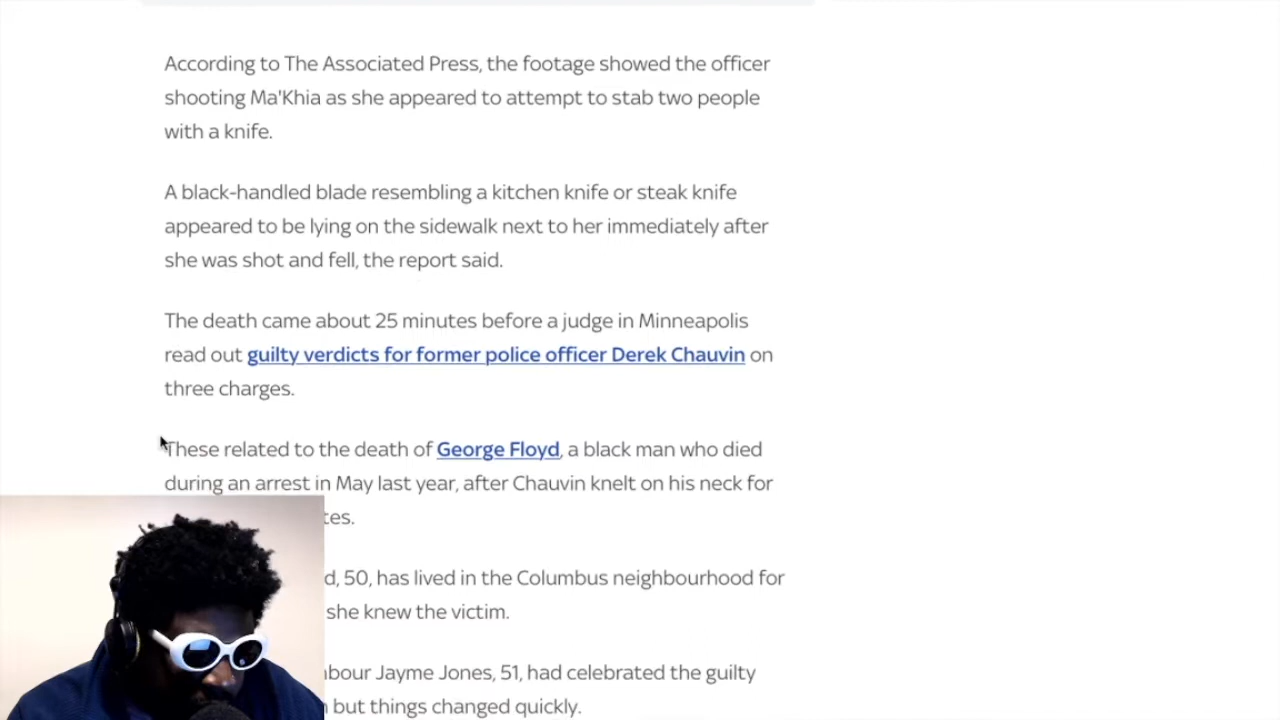 According to The Associated Press, the footage showed the officer
shooting Ma'Khia as she appeared to attempt to stab two people
with a knife.
A black-handled blade resembling a kitchen knife or steak knife
appeared to be lying on the sidewalk next to her immediately after
she was shot and fell, the report said.
The death came about 25 minutes before a judge in Minneapolis
read out guilty verdicts for former police officer Derek Chauvin on
three charges.
These related to the death of George Floyd, a black man who died
during an arrest in May last year, after Chauvin knelt on his neck for
tes.
d, 50, has lived in the Columbus neighbourhood for
she knew the victim.
bour Jayme Jones, 51, had celebrated the guilty
but things changed quickly.